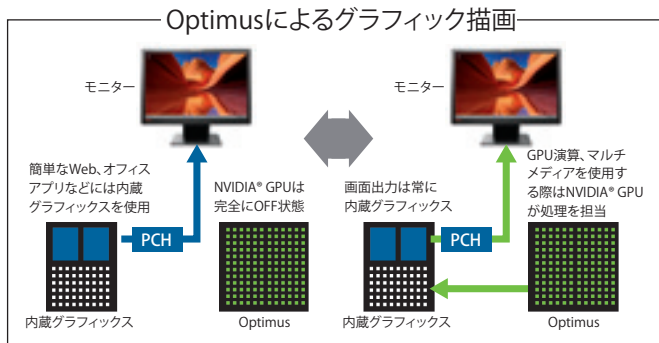 Optimusによるグラフィック描画
モニター
簡単なWeb、オフィス
アプリなどには内蔵
グラフィックスを使用
NVIDIA® GPUは
完全にOFF状態
PCH
内蔵グラフィックス
Optimus
モニター
画面出力は常に
内蔵グラフィックス
GPU演算、マルチ
メディアを使用す
る際はNVIDIA® GPU
が処理を担当
PCH
内蔵グラフィックス
Optimus